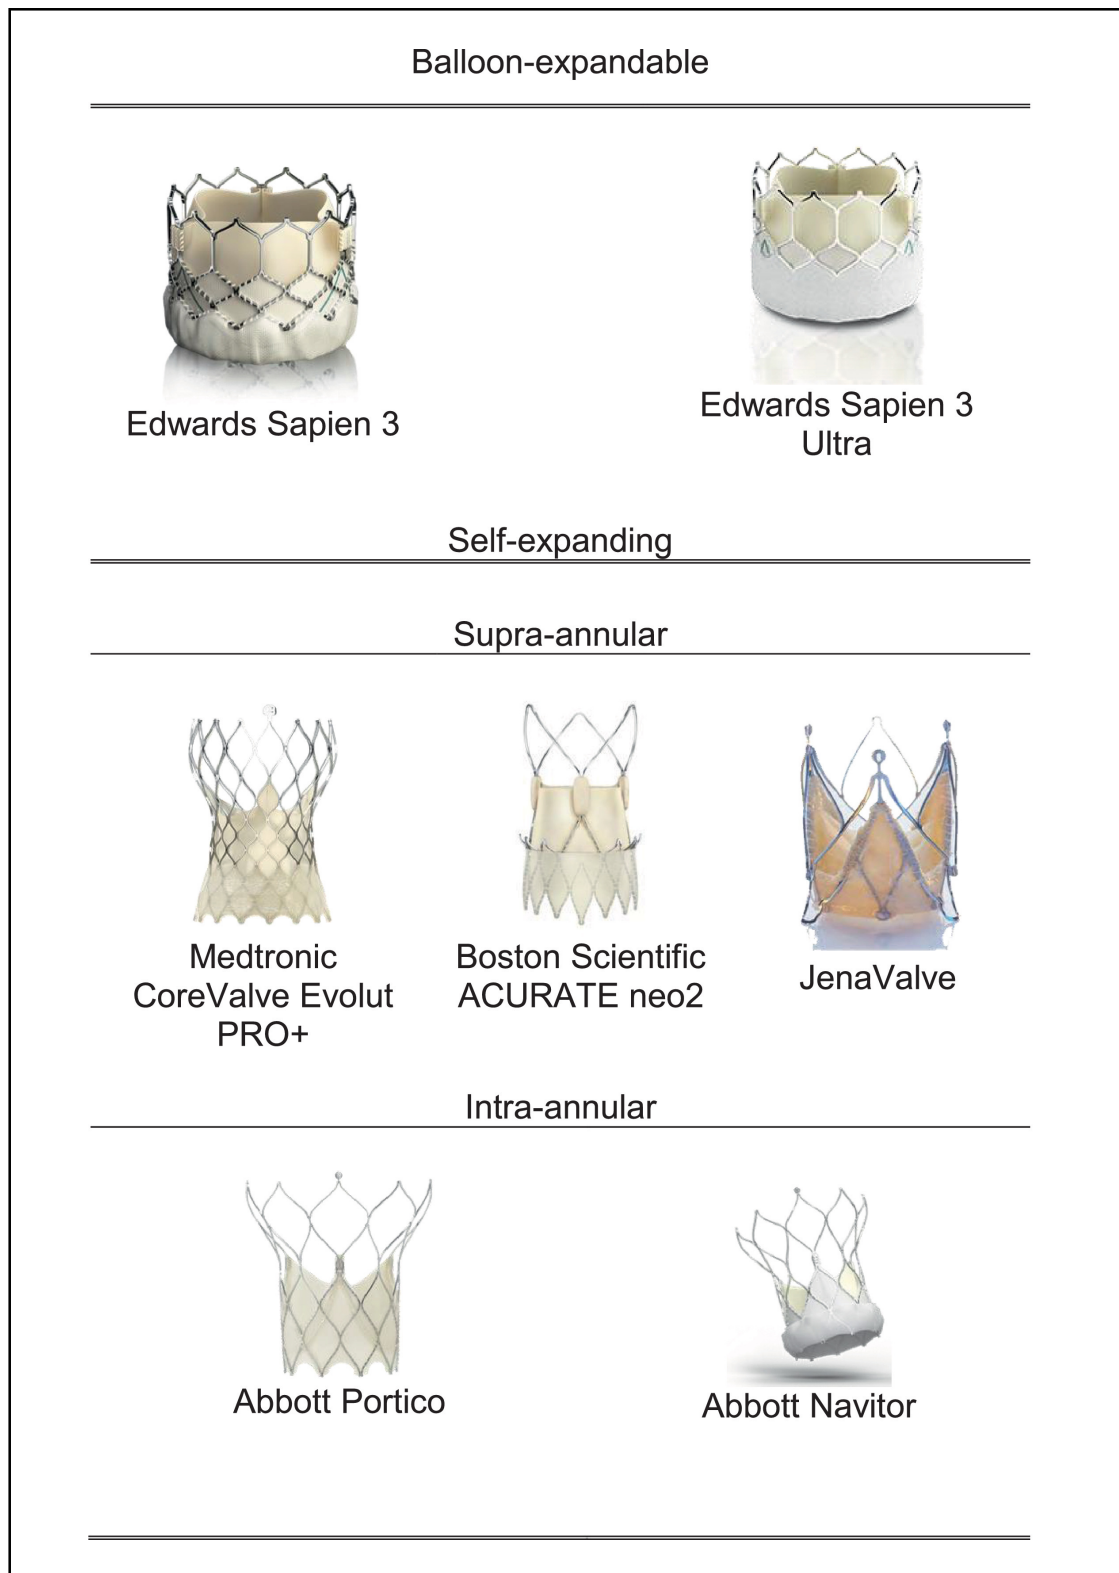 Balloon-expandable
Edwards Sapien 3
Edwards Sapien 3
Ultra
Self-expanding
Supra-annular
Medtronic
CoreValve Evolut
PRO+
Boston Scientific
ACURATE neo2
JenaValve
Intra-annular
Abbott Portico
Abbott Navitor